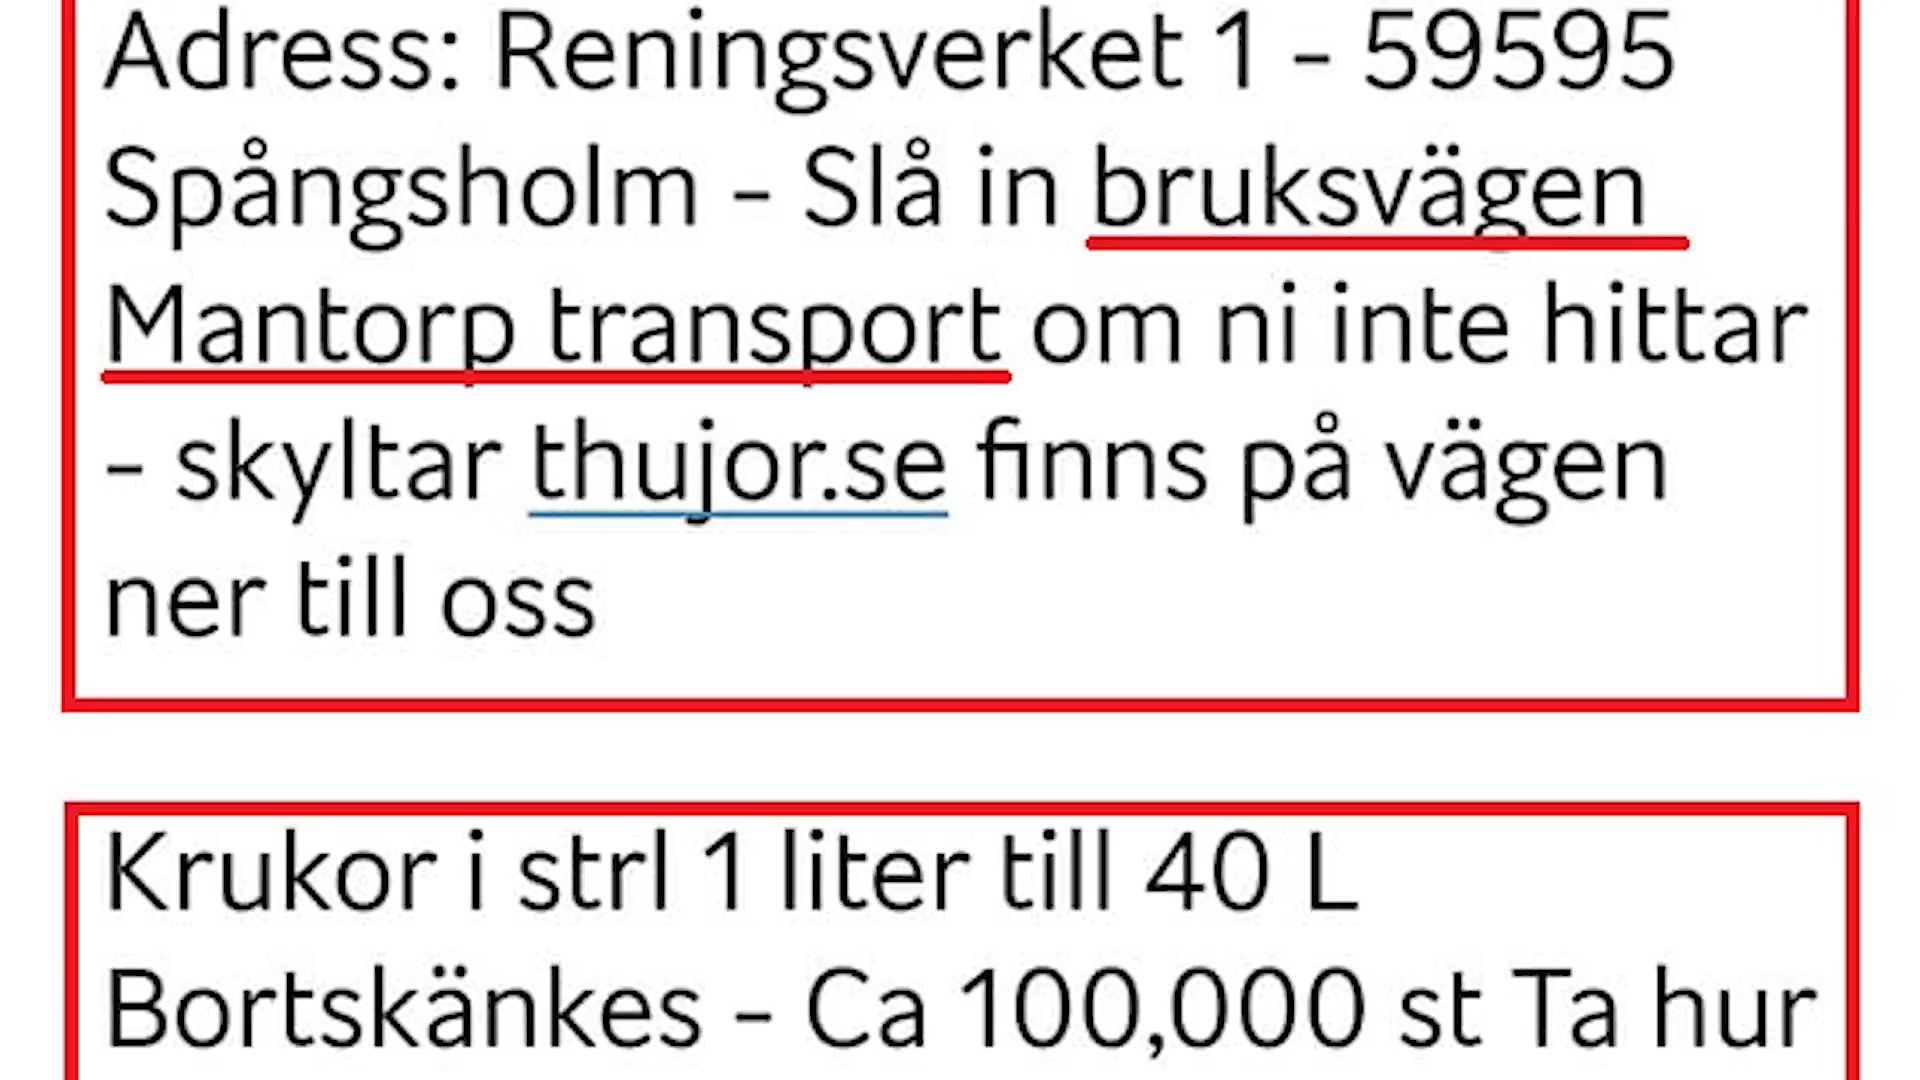 Adress: Reningsverket 1 – 59595
Spångsholm – Slå in bruksvägen
Mantorp transport om ni inte hittar
– skyltar thujor.se finns på vägen
ner till oss
Krukor i strl 1 liter till 40 L
Bortskänkes – Ca 100,000 st Ta hur